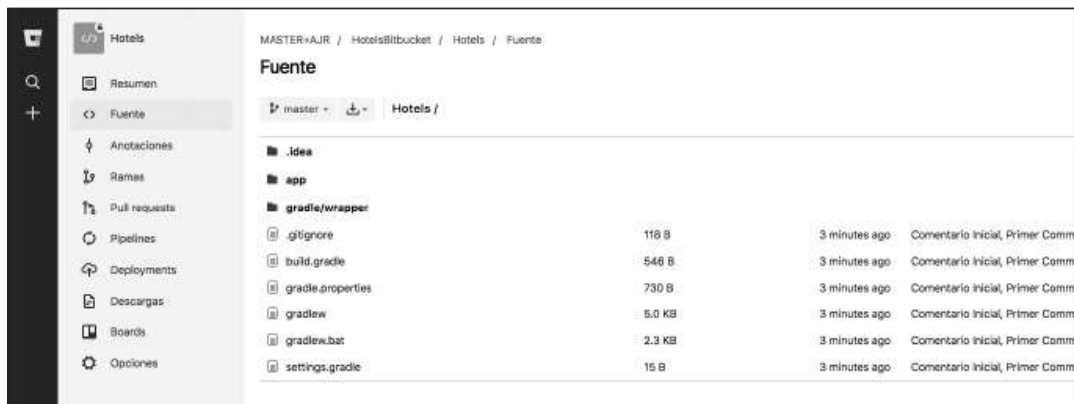 Hotels
Resumen
Fuente
Anotaciones
Ramas
Pull requests
Pipelines
Deployments
Descargas
Boards
Opciones
MASTER+AJR / HotelsBitbucket / Hotels / Fuente
Fuente
master
Hotels /
.idea
app
gradle/wrapper
.gitignore 118 B 3 minutes ago Comentario Inicial, Primer Comm
build.gradle 546 B 3 minutes ago Comentario Inicial, Primer Comm
gradle.properties 730 B 3 minutes ago Comentario Inicial, Primer Comm
gradlew 5.0 KB 3 minutes ago Comentario Inicial, Primer Comm
gradlew.bat 2.3 KB 3 minutes ago Comentario Inicial, Primer Comm
settings.gradle 15 B 3 minutes ago Comentario Inicial, Primer Comm